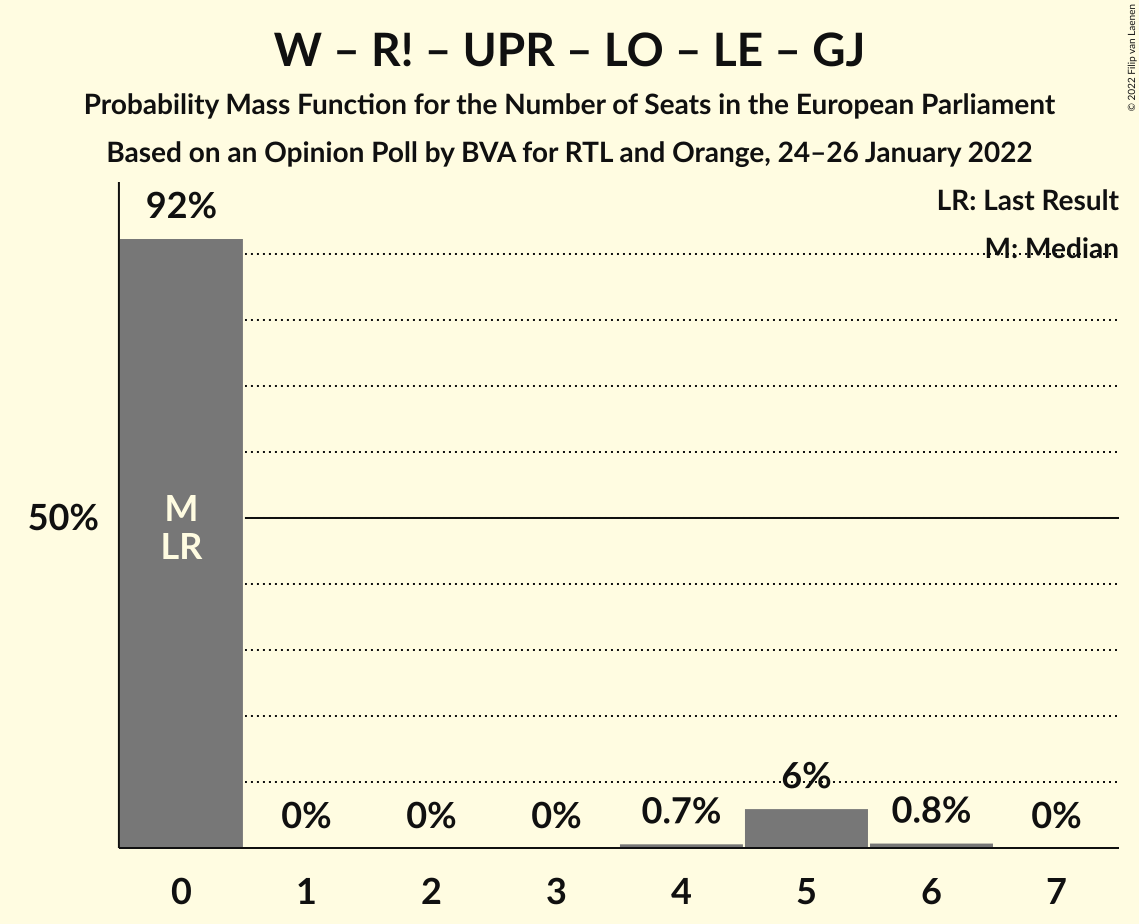 W – R! – UPR – LO – LE – GJ
Probability Mass Function for the Number of Seats in the European Parliament
Based on an Opinion Poll by BVA for RTL and Orange, 24–26 January 2022
© 2022 Filip van Laenen
LR: Last Result
M: Median
92%
50%
M
LR
0%
0%
0%
0.7%
6%
0.8%
0%
0 1 2 3 4 5 6 7